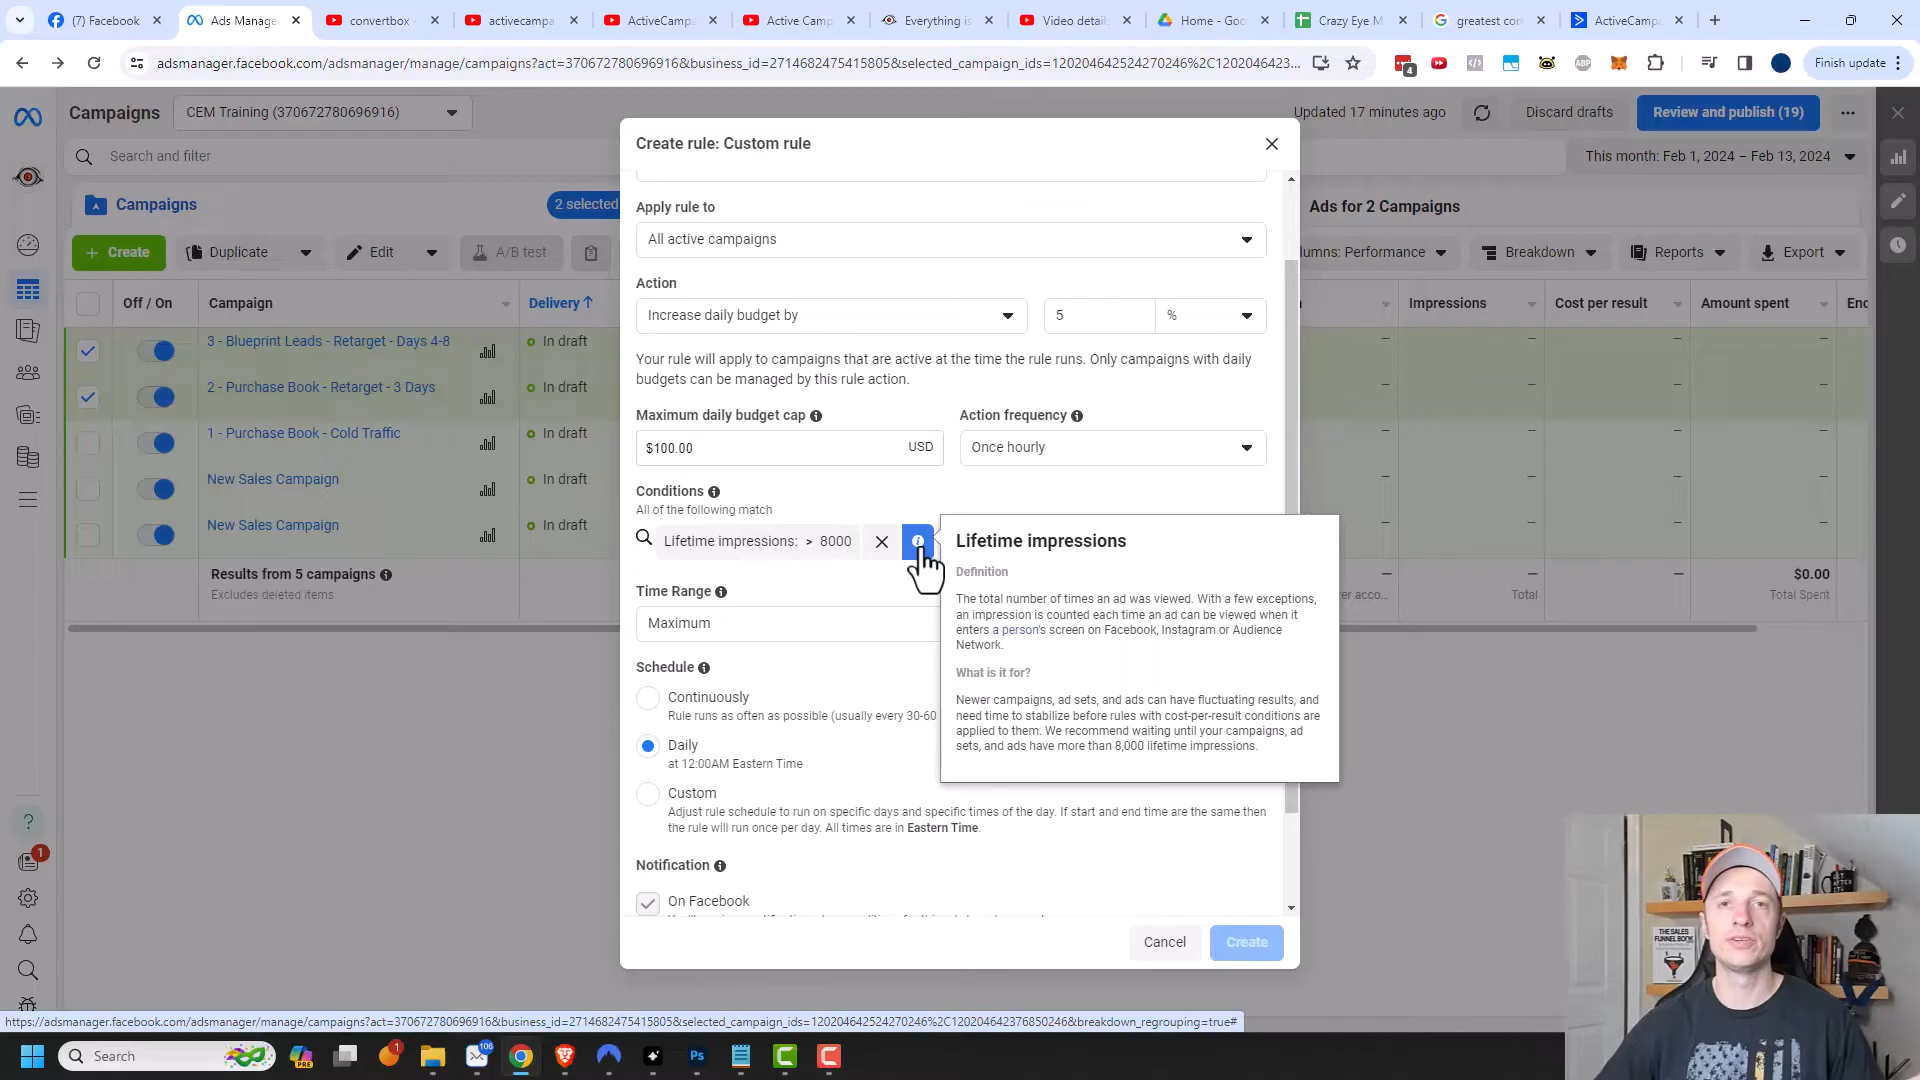 (7) Facebook
Ads Manage
convertbox -
activecampa
ActiveCampa
Active Camp
Everything is
Video details
Home - Goo
Crazy Eye M
greatest con
ActiveCampa
adsmanager.facebook.com/adsmanager/manage/campaigns?act=370672780696916&business_id=2714682475415805&selected_campaign_ids=120204642524270246%2C1202046423...
4
ABP
Finish update
Campaigns
CEM Training (370672780696916)
Updated 17 minutes ago
Discard drafts
Review and publish (19)
Search and filter
This month: Feb 1, 2024 – Feb 13, 2024
Campaigns
2 selected
Ads for 2 Campaigns
+ Create
Duplicate
Edit
A/B test
lumns: Performance
Breakdown
Reports
Export
Off / On
Campaign
Delivery ↑
Impressions
Cost per result
Amount spent
End
3 - Blueprint Leads - Retarget - Days 4-8
In draft
2 - Purchase Book - Retarget - 3 Days
In draft
1 - Purchase Book - Cold Traffic
In draft
New Sales Campaign
In draft
New Sales Campaign
In draft
Results from 5 campaigns
Excludes deleted items
er acco...
—
Total
—
$0.00
Total Spent
Create rule: Custom rule
Apply rule to
All active campaigns
Action
Increase daily budget by
5
%
Your rule will apply to campaigns that are active at the time the rule runs. Only campaigns with daily
budgets can be managed by this rule action.
Maximum daily budget cap
Action frequency
$100.00
USD
Once hourly
Conditions
All of the following match
Lifetime impressions: > 8000
Time Range
Maximum
Schedule
Continuously
Rule runs as often as possible (usually every 30-60
Daily
at 12:00AM Eastern Time
Custom
Adjust rule schedule to run on specific days and specific times of the day. If start and end time are the same then
the rule will run once per day. All times are in Eastern Time.
Notification
On Facebook
Cancel
Create
Lifetime impressions
Definition
The total number of times an ad was viewed. With a few exceptions,
an impression is counted each time an ad can be viewed when it
enters a person's screen on Facebook, Instagram or Audience
Network.
What is it for?
Newer campaigns, ad sets, and ads can have fluctuating results, and
need time to stabilize before rules with cost-per-result conditions are
applied to them. We recommend waiting until your campaigns, ad
sets, and ads have more than 8,000 lifetime impressions.
1
THE SALES
FUNNEL BOOK
https://adsmanager.facebook.com/adsmanager/manage/campaigns?act=370672780696916&business_id=2714682475415805&selected_campaign_ids=120204642524270246%2C120204642376850246&breakdown_regrouping=true#
Search
PRE
1
106
Ps